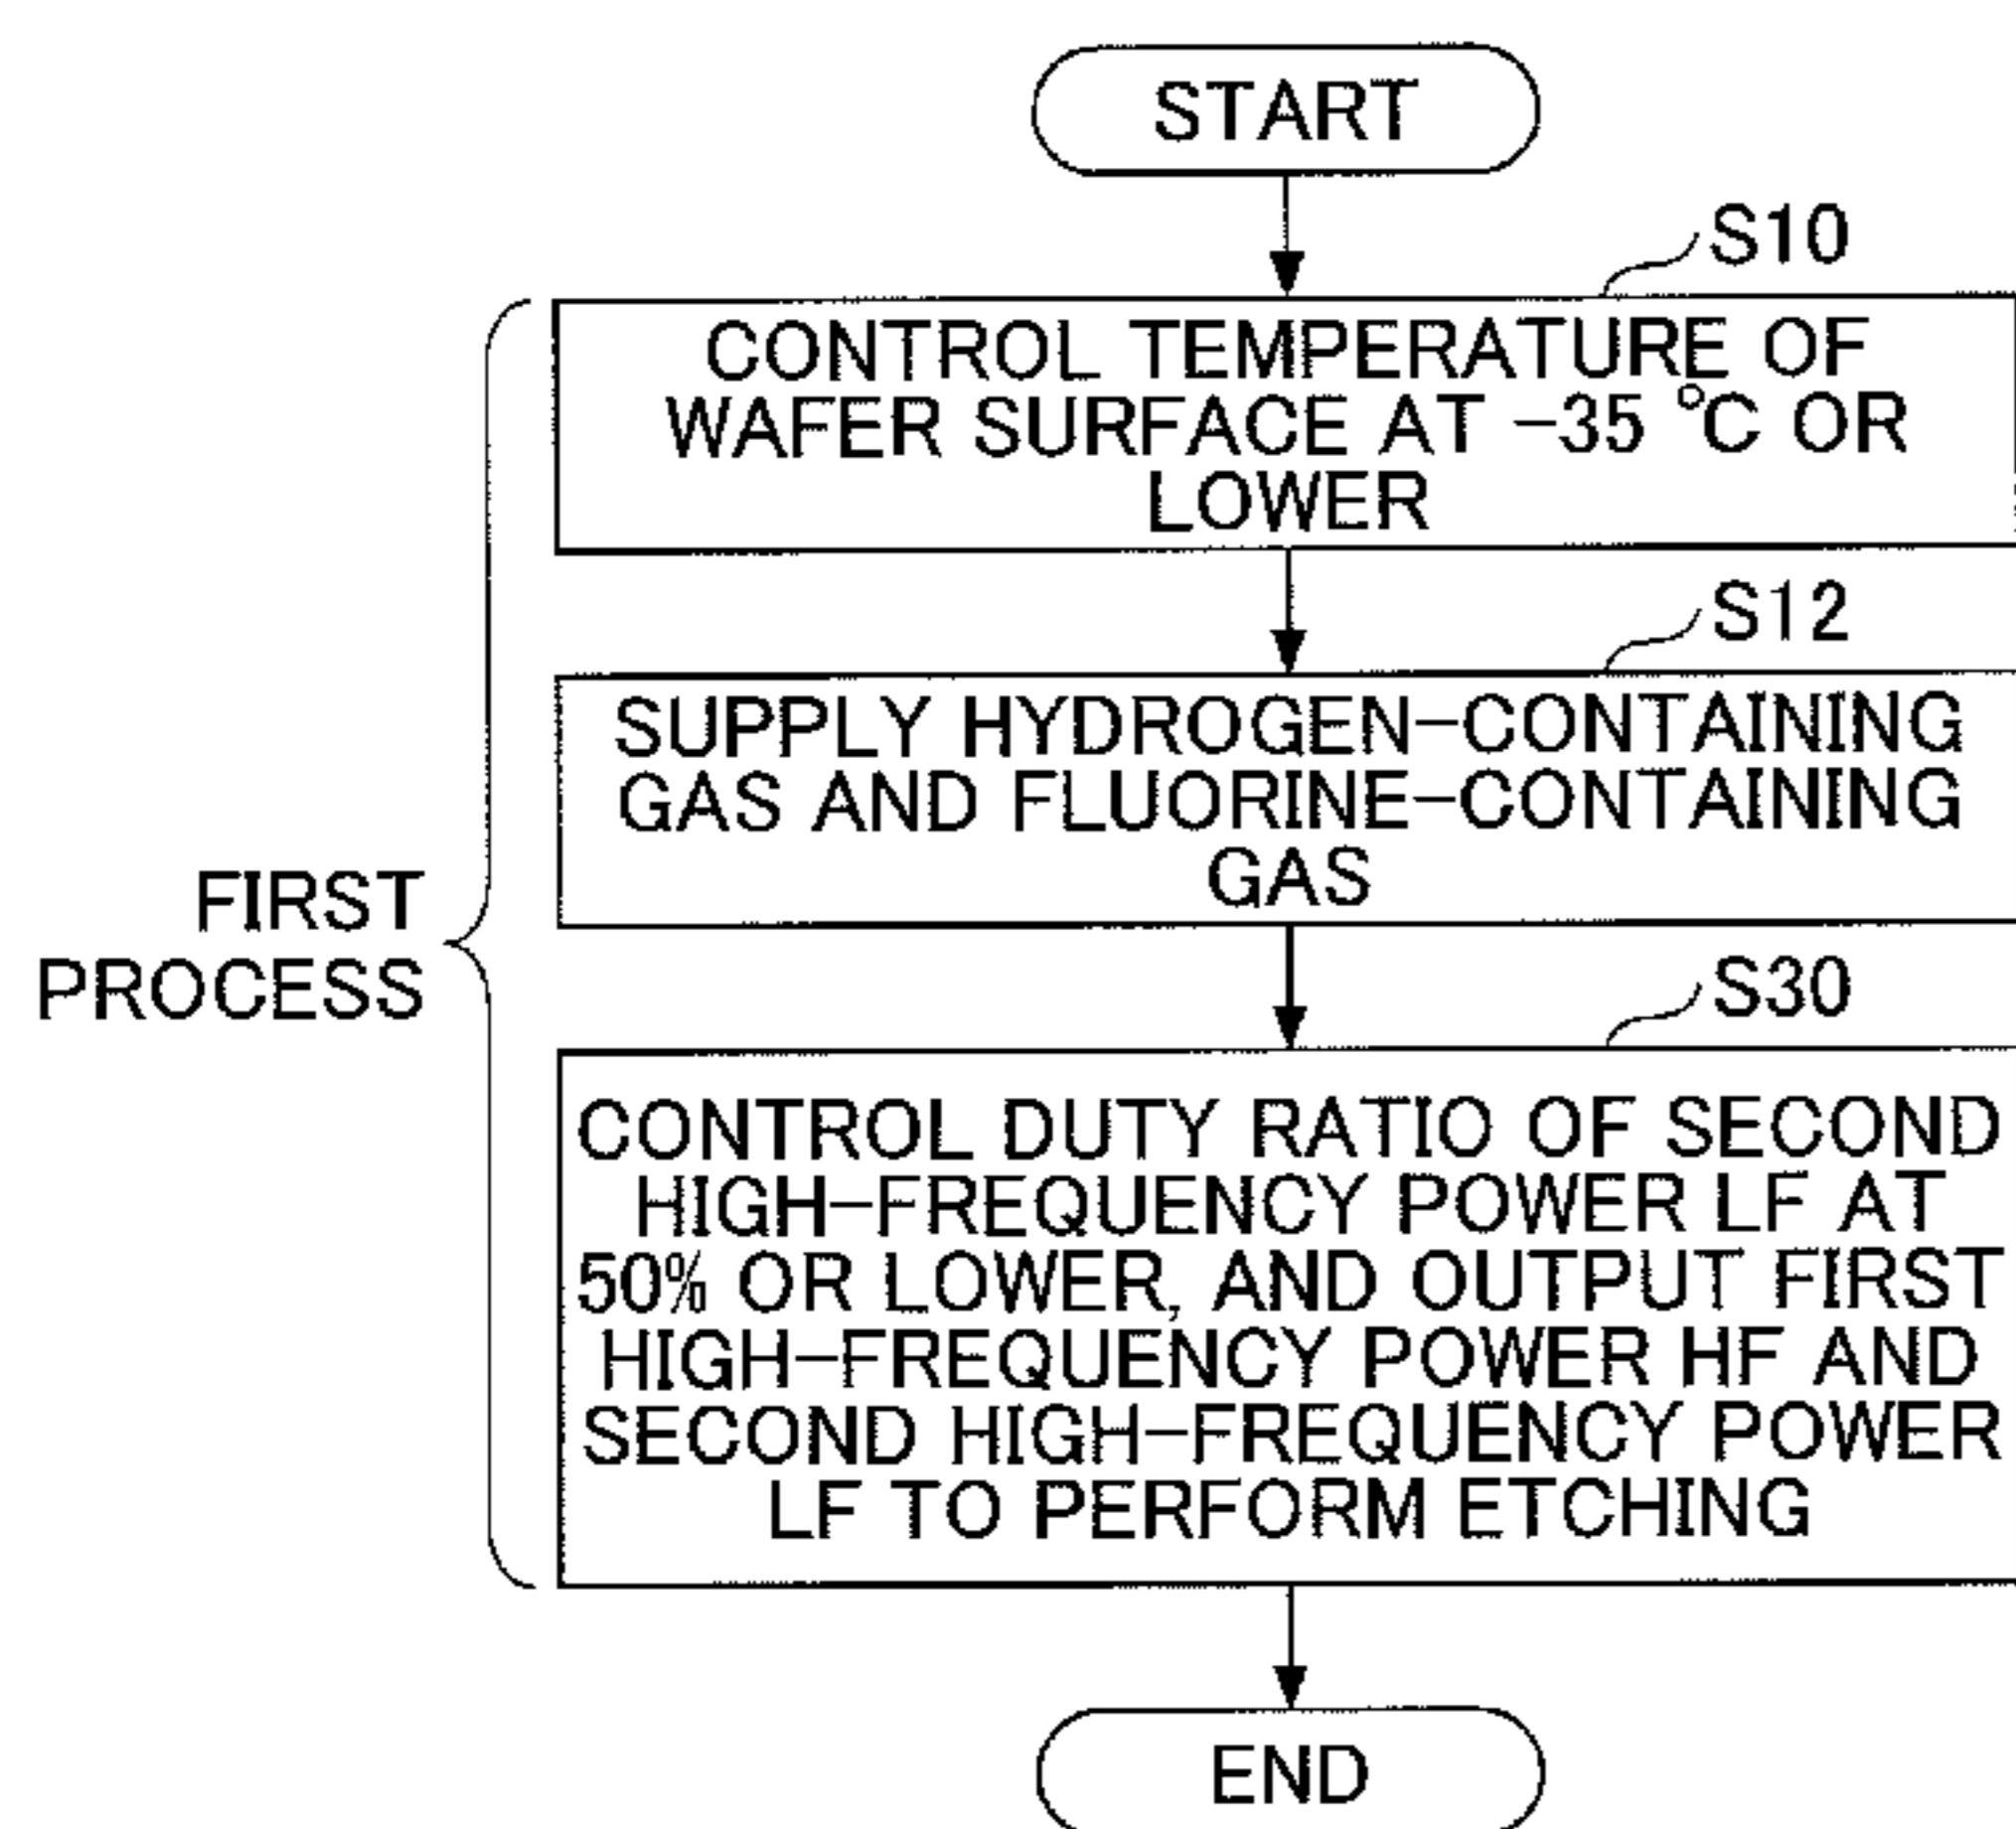 START
S10
CONTROL TEMPERATURE OF
WAFER SURFACE AT -35 °C OR
LOWER
S12
SUPPLY HYDROGEN-CONTAINING
GAS AND FLUORINE-CONTAINING
GAS
FIRST
PROCESS
S30
CONTROL DUTY RATIO OF SECOND
HIGH-FREQUENCY POWER LF AT
50% OR LOWER, AND OUTPUT FIRST
HIGH-FREQUENCY POWER HF AND
SECOND HIGH-FREQUENCY POWER
LF TO PERFORM ETCHING
END